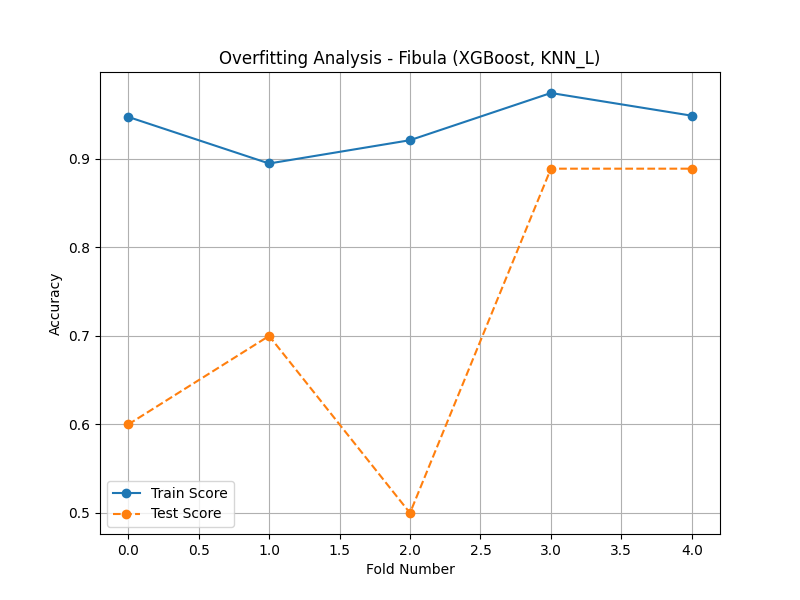 Overfitting Analysis - Fibula (XGBoost, KNN_L)
Accuracy
0.9
0.8
0.7
0.6
0.5
Train Score
Test Score
0.0 0.5 1.0 1.5 2.0 2.5 3.0 3.5 4.0
Fold Number